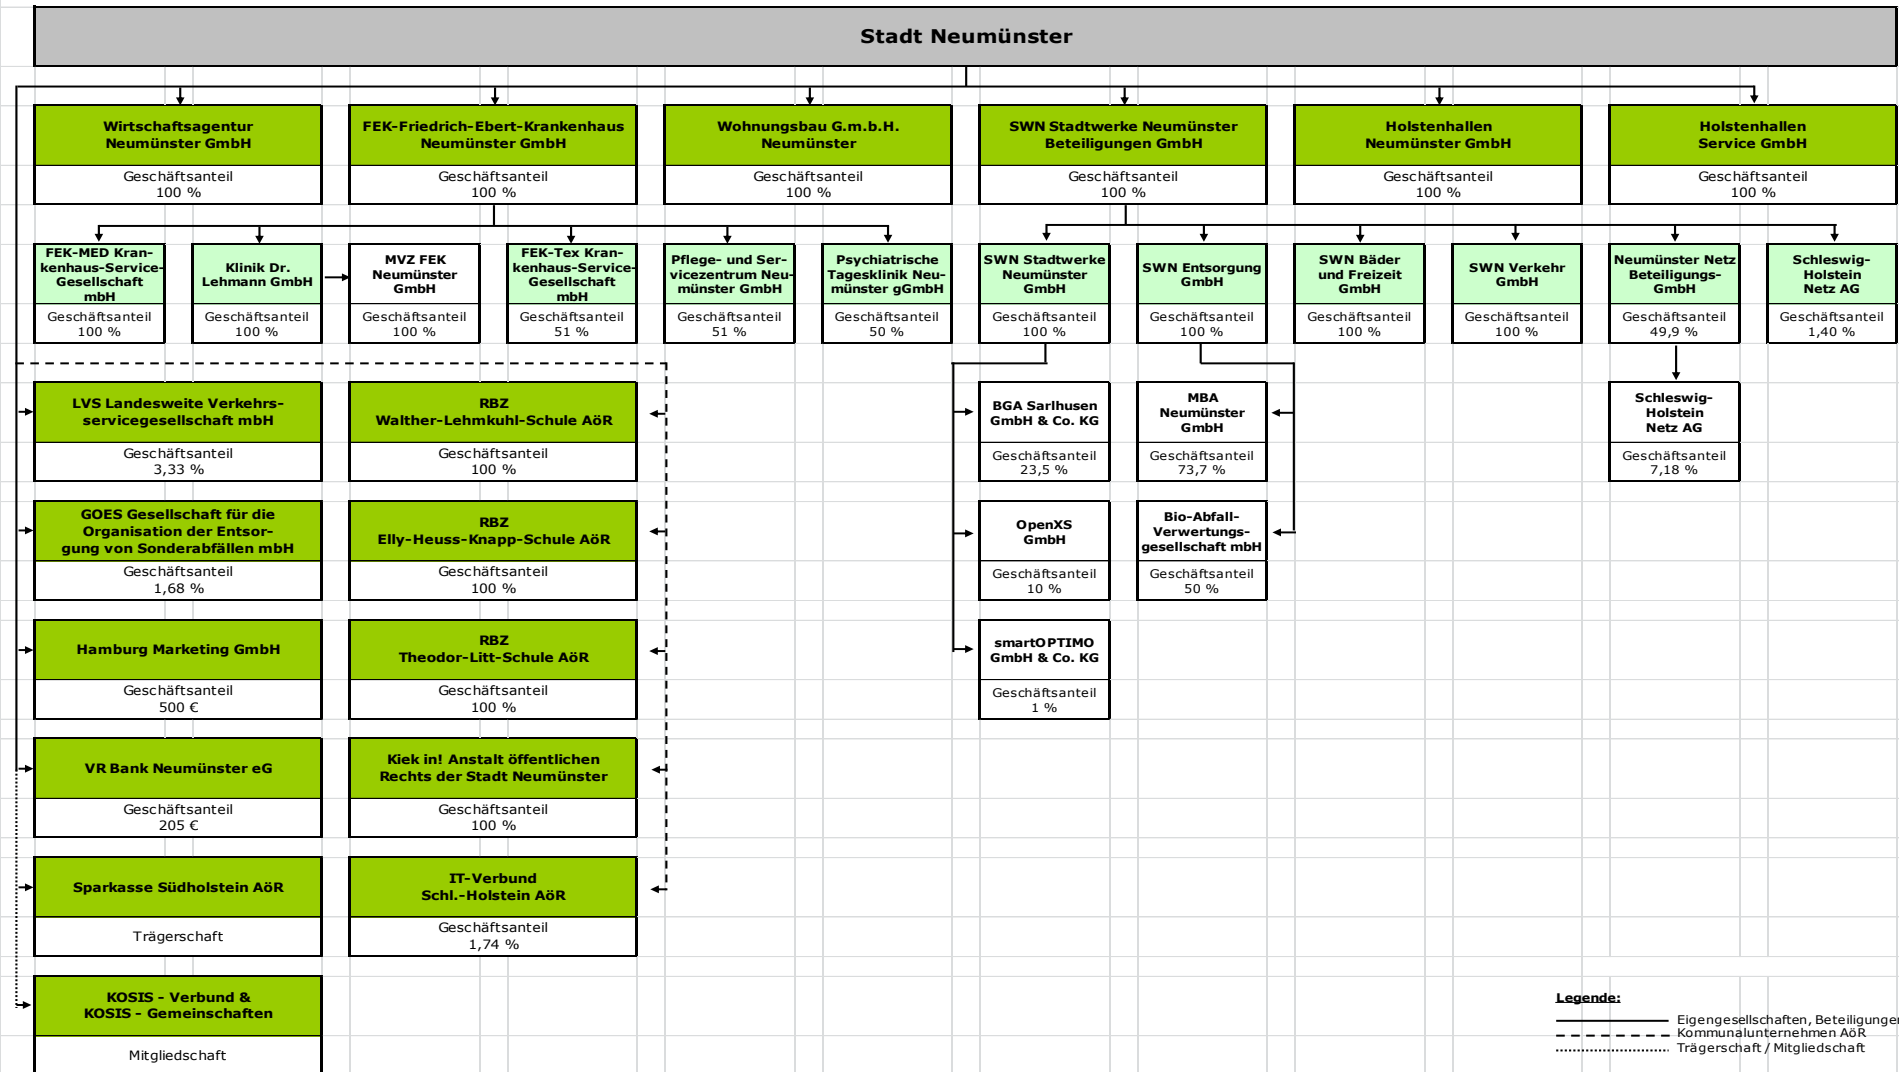 Stadt Neumünster
Wirtschaftsagentur
Neumünster GmbH
Geschäftsanteil
100 %
FEK-Friedrich-Ebert-Krankenhaus
Neumünster GmbH
Geschäftsanteil
100 %
Wohnungsbau G.m.b.H.
Neumünster
Geschäftsanteil
100 %
SWN Stadtwerke Neumünster
Beteiligungen GmbH
Geschäftsanteil
100 %
Holstenhallen
Neumünster GmbH
Geschäftsanteil
100 %
Holstenhallen
Service GmbH
Geschäftsanteil
100 %
FEK-MED Kran-
kenhaus-Service-
Gesellschaft
mbH
Geschäftsanteil
100 %
Klinik Dr.
Lehmann GmbH
Geschäftsanteil
100 %
MVZ FEK
Neumünster
GmbH
Geschäftsanteil
100 %
FEK-Tex Kran-
kenhaus-Service-
Gesellschaft
mbH
Geschäftsanteil
51 %
Pflege- und Ser-
vicezentrum Neu-
münster GmbH
Geschäftsanteil
51 %
Psychiatrische
Tagesklinik Neu-
münster gGmbH
Geschäftsanteil
50 %
SWN Stadtwerke
Neumünster
GmbH
Geschäftsanteil
100 %
SWN Entsorgung
GmbH
Geschäftsanteil
100 %
SWN Bäder
und Freizeit
GmbH
Geschäftsanteil
100 %
SWN Verkehr
GmbH
Geschäftsanteil
100 %
Neumünster Netz
Beteiligungs-
GmbH
Geschäftsanteil
49,9 %
Schleswig-
Holstein
Netz AG
Geschäftsanteil
1,40 %
LVS Landesweite Verkehrs-
servicegesellschaft mbH
Geschäftsanteil
3,33 %
RBZ
Walther-Lehmkuhl-Schule AöR
Geschäftsanteil
100 %
BGA Sarlhusen
GmbH & Co. KG
Geschäftsanteil
23,5 %
MBA
Neumünster
GmbH
Geschäftsanteil
73,7 %
Schleswig-
Holstein
Netz AG
Geschäftsanteil
7,18 %
GOES Gesellschaft für die
Organisation der Entsor-
gung von Sonderabfällen mbH
Geschäftsanteil
1,68 %
RBZ
Elly-Heuss-Knapp-Schule AöR
Geschäftsanteil
100 %
OpenXS
GmbH
Geschäftsanteil
10 %
Bio-Abfall-
Verwertungs-
gesellschaft mbH
Geschäftsanteil
50 %
Hamburg Marketing GmbH
Geschäftsanteil
500 €
RBZ
Theodor-Litt-Schule AöR
Geschäftsanteil
100 %
smartOPTIMO
GmbH & Co. KG
Geschäftsanteil
1 %
VR Bank Neumünster eG
Geschäftsanteil
205 €
Kiek in! Anstalt öffentlichen
Rechts der Stadt Neumünster
Geschäftsanteil
100 %
Sparkasse Südholstein AöR
Trägerschaft
IT-Verbund
Schl.-Holstein AöR
Geschäftsanteil
1,74 %
KOSIS - Verbund &
KOSIS - Gemeinschaften
Mitgliedschaft
Legende:
Eigengesellschaften, Beteiligungen
Kommunalunternehmen AöR
Trägerschaft / Mitgliedschaft